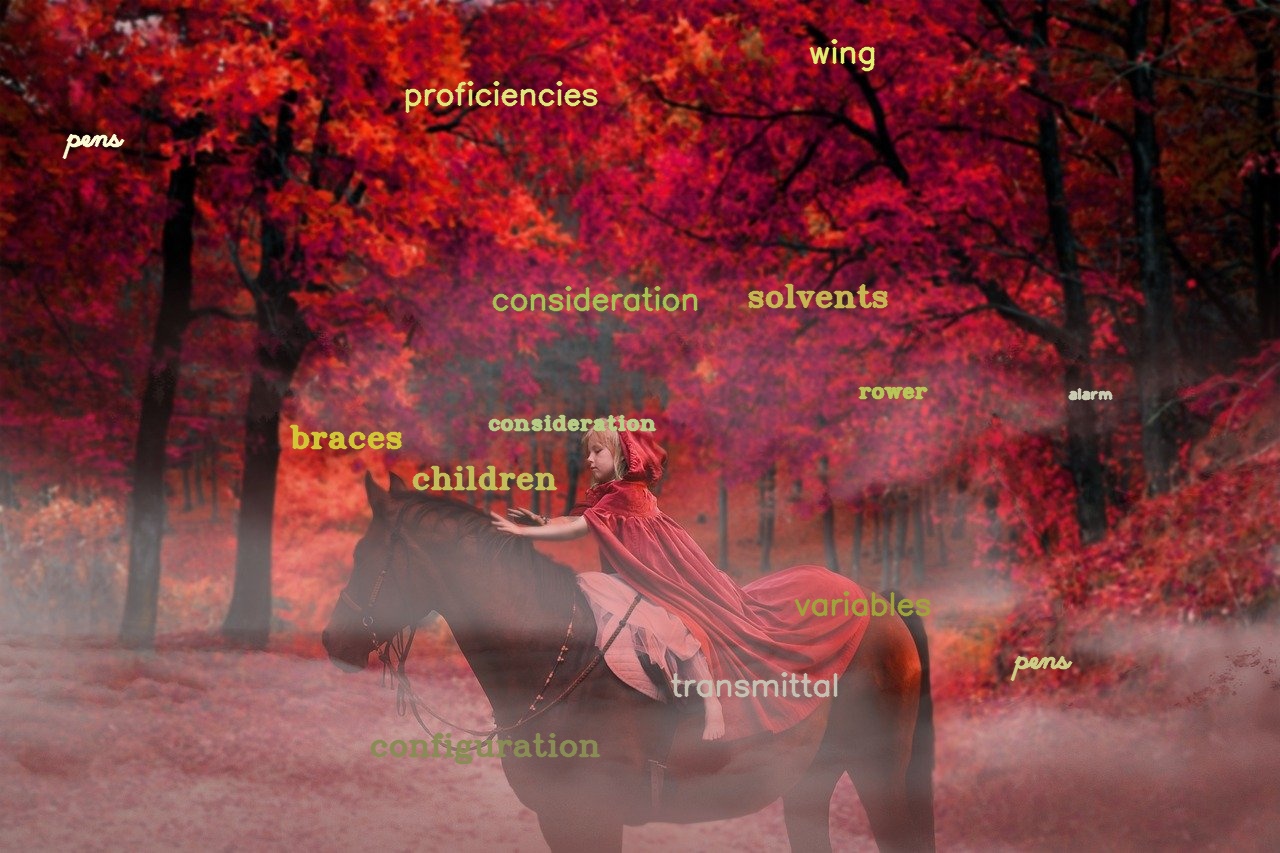 wing
proficiencies
pens
consideration
solvents
rower
alarm
consideration
braces
children
variables
pens
transmittal
configuration